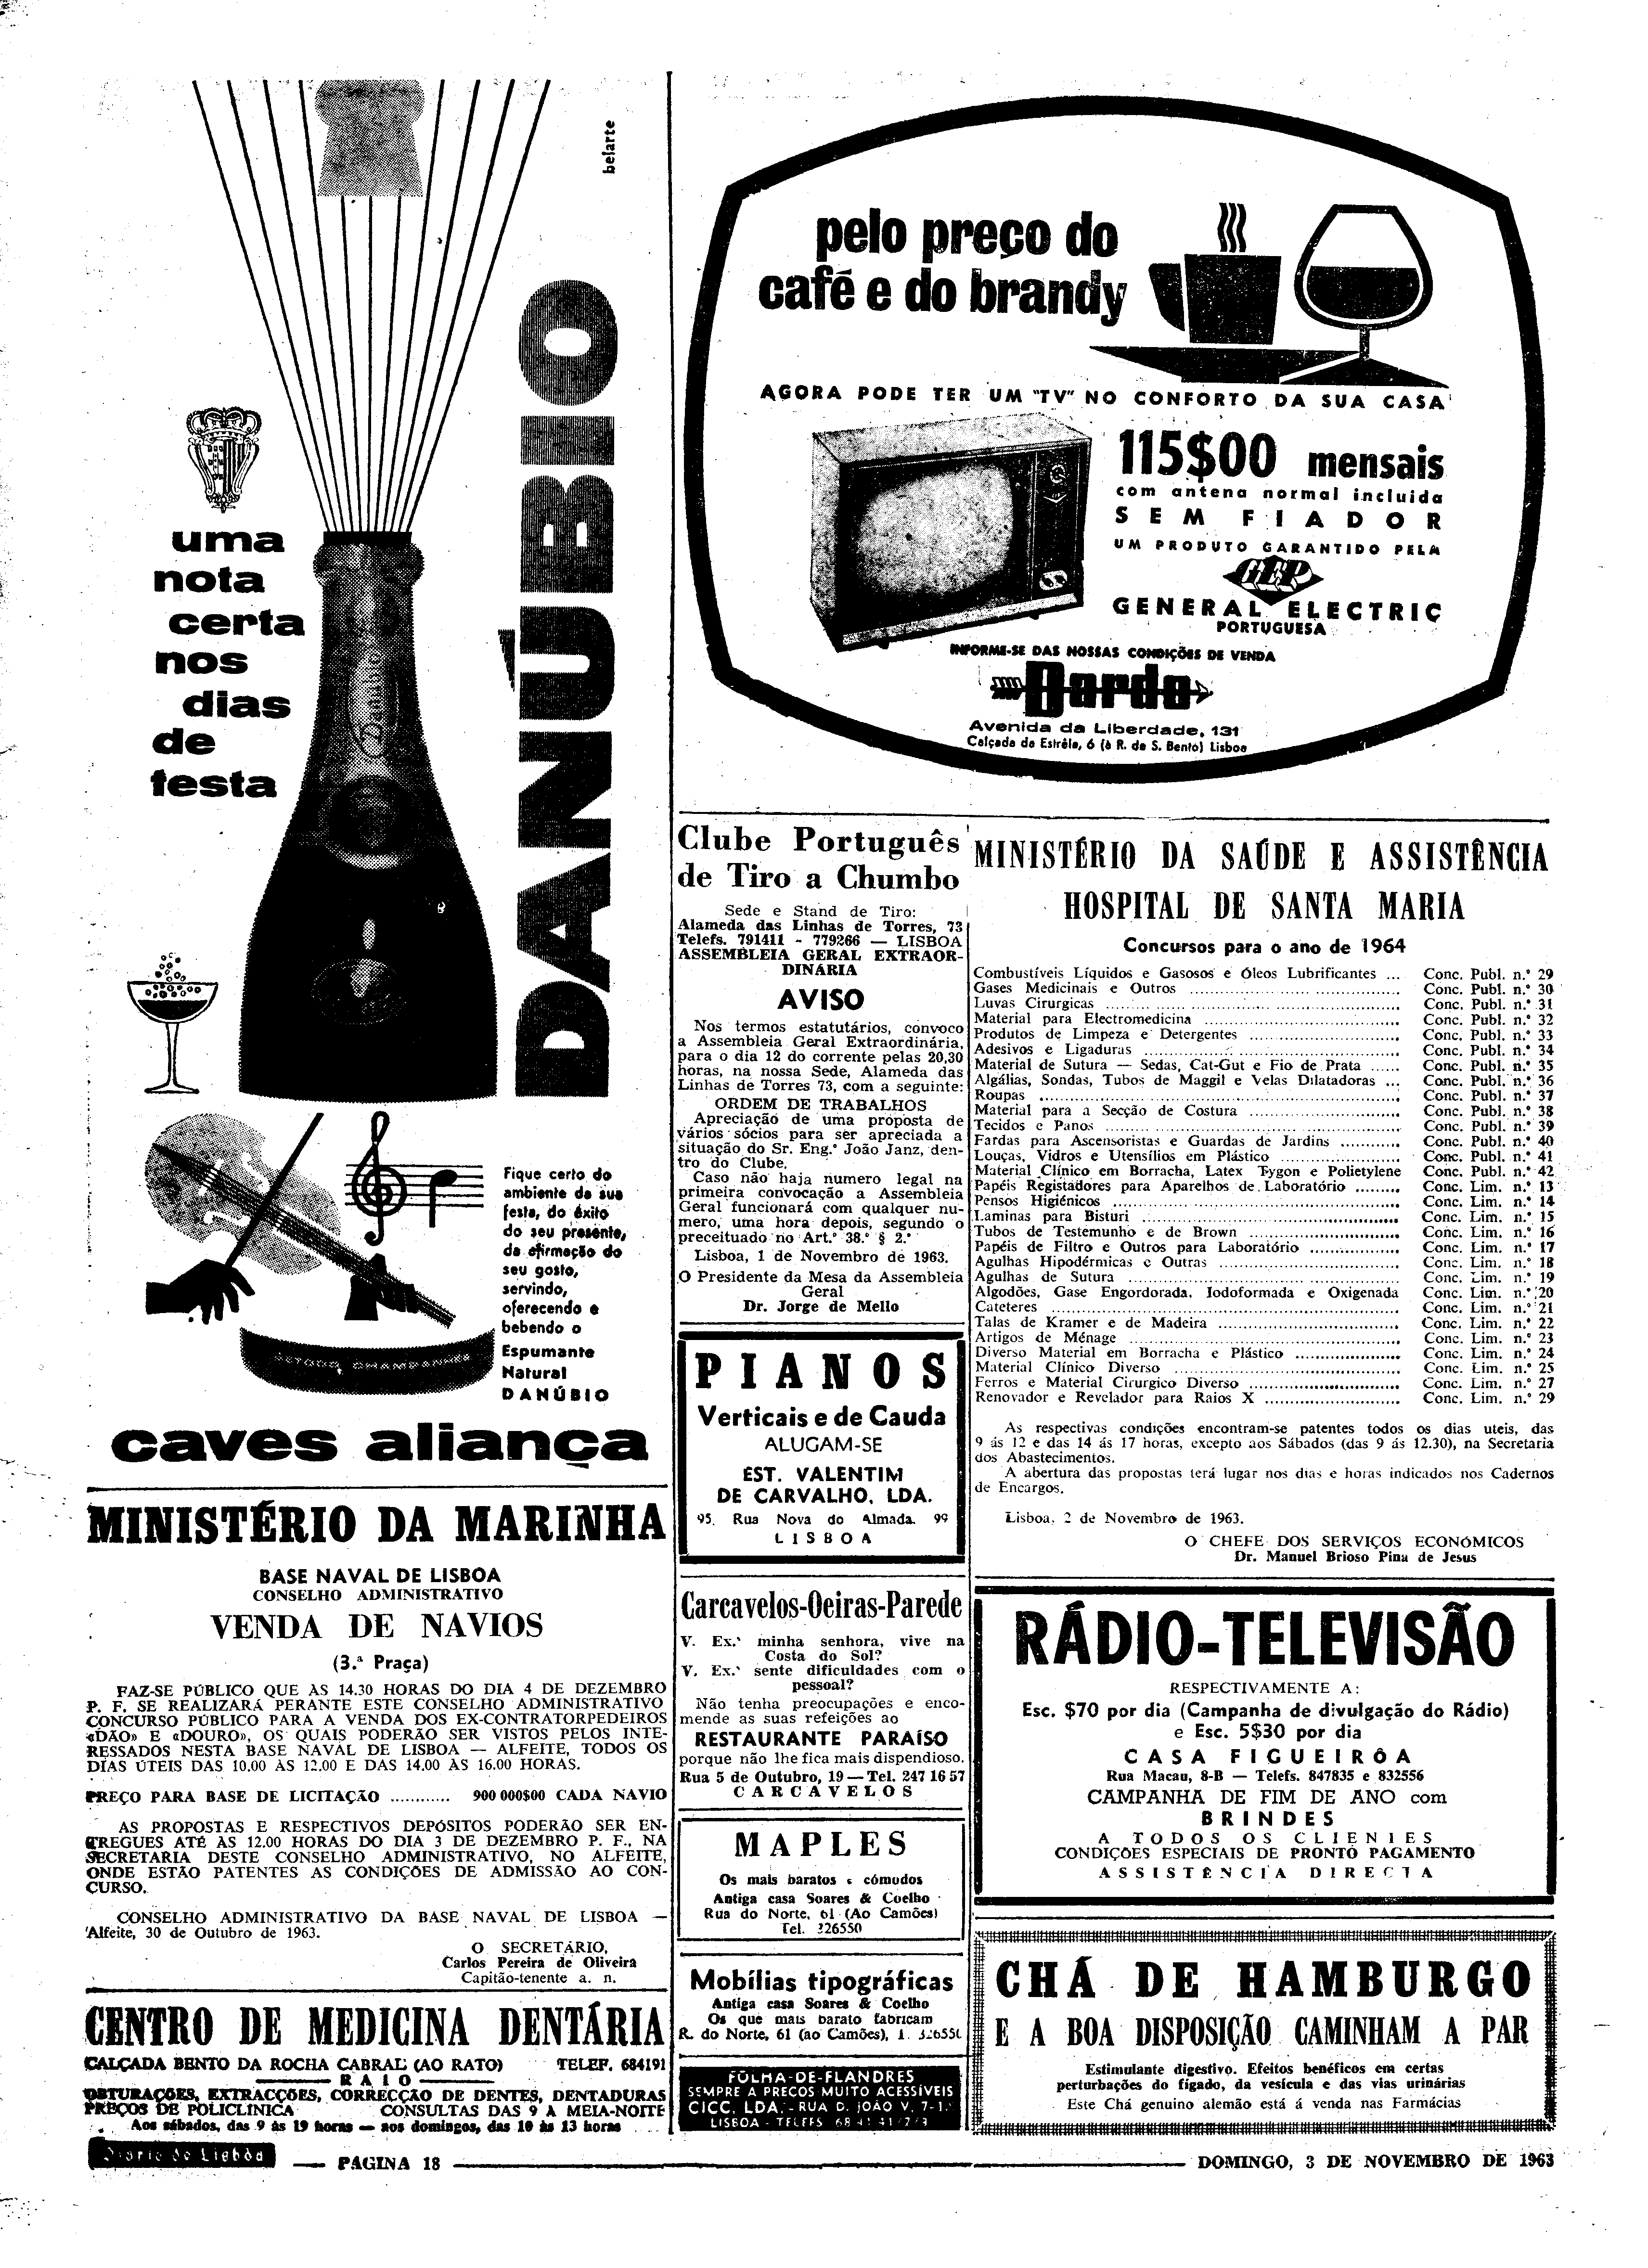 belarte
DANÚBIO
uma
nota
certa
nos
dias
de
festa
Fique certo do
ambiente da sua
festa, do êxito
do seu presente,
da afirmação do
seu gosto,
servindo,
oferecendo e
bebendo o
Espumante
Natural
DANÚBIO
caves aliança
MINISTÉRIO DA MARINHA
BASE NAVAL DE LISBOA
CONSELHO ADMINISTRATIVO
VENDA DE NAVIOS
(3.ª Praça)
FAZ-SE PÚBLICO QUE ÀS 14.30 HORAS DO DIA 4 DE DEZEMBRO
P. F. SE REALIZARÁ PERANTE ESTE CONSELHO ADMINISTRATIVO
CONCURSO PÚBLICO PARA A VENDA DOS EX-CONTRATORPEDEIROS
«DÃO» E «DOURO», OS QUAIS PODERÃO SER VISTOS PELOS INTE-
RESSADOS NESTA BASE NAVAL DE LISBOA — ALFEITE, TODOS OS
DIAS ÚTEIS DAS 10.00 ÀS 12.00 E DAS 14.00 ÀS 16.00 HORAS.
PREÇO PARA BASE DE LICITAÇÃO ............ 900 000$00 CADA NAVIO
AS PROPOSTAS E RESPECTIVOS DEPÓSITOS PODERÃO SER EN-
TREGUES ATÉ ÀS 12.00 HORAS DO DIA 3 DE DEZEMBRO P. F., NA
SECRETARIA DESTE CONSELHO ADMINISTRATIVO, NO ALFEITE,
ONDE ESTÃO PATENTES AS CONDIÇÕES DE ADMISSÃO AO CON-
CURSO.
CONSELHO ADMINISTRATIVO DA BASE NAVAL DE LISBOA —
Alfeite, 30 de Outubro de 1963.
O SECRETÁRIO,
Carlos Pereira de Oliveira
Capitão-tenente a. n.
CENTRO DE MEDICINA DENTÁRIA
CALÇADA BENTO DA ROCHA CABRAL (AO RATO) TELEF. 684191
RAIO
OBTURAÇÕES, EXTRACÇÕES, CORRECÇÃO DE DENTES, DENTADURAS
PREÇOS DE POLICLINICA CONSULTAS DAS 9 À MEIA-NOITE
Aos sábados, das 9 às 19 horas — aos domingos, das 10 às 13 horas
pelo preço do
café e do brandy
AGORA PODE TER UM "TV" NO CONFORTO DA SUA CASA
115$00 mensais
com antena normal incluida
SEM FIADOR
UM PRODUTO GARANTIDO PELA
GEP
GENERAL ELECTRIC
PORTUGUESA
INFORME-SE DAS NOSSAS CONDIÇÕES DE VENDA
Dardo
Avenida da Liberdade, 131
Calçada da Estrêla, 6 (à R. de S. Bento) Lisboa
Clube Português
de Tiro a Chumbo
Sede e Stand de Tiro:
Alameda das Linhas de Torres, 73
Telefs. 791411 - 779266 — LISBOA
ASSEMBLEIA GERAL EXTRAOR-
DINÁRIA
AVISO
Nos termos estatutários, convoco
a Assembleia Geral Extraordinária,
para o dia 12 do corrente pelas 20,30
horas, na nossa Sede, Alameda das
Linhas de Torres 73, com a seguinte:
ORDEM DE TRABALHOS
Apreciação de uma proposta de
vários sócios para ser apreciada a
situação do Sr. Eng.º João Janz, den-
tro do Clube.
Caso não haja numero legal na
primeira convocação a Assembleia
Geral funcionará com qualquer nu-
mero, uma hora depois, segundo o
preceituado no Art.º 38.º § 2.º
Lisboa, 1 de Novembro de 1963.
O Presidente da Mesa da Assembleia
Geral
Dr. Jorge de Mello
PIANOS
Verticais e de Cauda
ALUGAM-SE
EST. VALENTIM
DE CARVALHO, LDA.
95, Rua Nova do Almada, 99
LISBOA
Carcavelos-Oeiras-Parede
V. Ex.ª minha senhora, vive na
Costa do Sol?
V. Ex.ª sente dificuldades com o
pessoal?
Não tenha preocupações e enco-
mende as suas refeições ao
RESTAURANTE PARAÍSO
porque não lhe fica mais dispendioso.
Rua 5 de Outubro, 19 — Tel. 247 16 57
CARCAVELOS
MAPLES
Os mais baratos e cómodos
Antiga casa Soares & Coelho
Rua do Norte, 61 (Ao Camões)
Tel. 326550
Mobílias tipográficas
Antiga casa Soares & Coelho
Os que mais barato fabricam
R. do Norte, 61 (ao Camões), T. 326550
FOLHA-DE-FLANDRES
SEMPRE A PREÇOS MUITO ACESSÍVEIS
CICC, LDA. - RUA D. JOÃO V, 7-1.º
LISBOA - TELEFS.
MINISTÉRIO DA SAÚDE E ASSISTÊNCIA
HOSPITAL DE SANTA MARIA
Concursos para o ano de 1964
Combustíveis Líquidos e Gasosos e Óleos Lubrificantes ... Conc. Publ. n.º 29
Gases Medicinais e Outros ........ Conc. Publ. n.º 30
Luvas Cirurgicas ........ Conc. Publ. n.º 31
Material para Electromedicina ........ Conc. Publ. n.º 32
Produtos de Limpeza e Detergentes ........ Conc. Publ. n.º 33
Adesivos e Ligaduras ........ Conc. Publ. n.º 34
Material de Sutura — Sedas, Cat-Gut e Fio de Prata ...... Conc. Publ. n.º 35
Algálias, Sondas, Tubos de Maggil e Velas Dilatadoras ... Conc. Publ. n.º 36
Roupas ........ Conc. Publ. n.º 37
Material para a Secção de Costura ........ Conc. Publ. n.º 38
Tecidos e Panos ........ Conc. Publ. n.º 39
Fardas para Ascensoristas e Guardas de Jardins ........ Conc. Publ. n.º 40
Louças, Vidros e Utensílios em Plástico ........ Conc. Publ. n.º 41
Material Clínico em Borracha, Latex Tygon e Polietylene Conc. Publ. n.º 42
Papéis Registadores para Aparelhos de Laboratório ........ Conc. Lim. n.º 13
Pensos Higiénicos ........ Conc. Lim. n.º 14
Laminas para Bisturi ........ Conc. Lim. n.º 15
Tubos de Testemunho e de Brown ........ Conc. Lim. n.º 16
Papéis de Filtro e Outros para Laboratório ........ Conc. Lim. n.º 17
Agulhas Hipodérmicas e Outras ........ Conc. Lim. n.º 18
Agulhas de Sutura ........ Conc. Lim. n.º 19
Algodões, Gase Engordorada, Iodoformada e Oxigenada Conc. Lim. n.º 20
Cateteres ........ Conc. Lim. n.º 21
Talas de Kramer e de Madeira ........ Conc. Lim. n.º 22
Artigos de Ménage ........ Conc. Lim. n.º 23
Diverso Material em Borracha e Plástico ........ Conc. Lim. n.º 24
Material Clínico Diverso ........ Conc. Lim. n.º 25
Ferros e Material Cirurgico Diverso ........ Conc. Lim. n.º 27
Renovador e Revelador para Raios X ........ Conc. Lim. n.º 29
As respectivas condições encontram-se patentes todos os dias uteis, das
9 ás 12 e das 14 ás 17 horas, excepto aos Sábados (das 9 ás 12.30), na Secretaria
dos Abastecimentos.
A abertura das propostas terá lugar nos dias e horas indicados nos Cadernos
de Encargos.
Lisboa, 2 de Novembro de 1963.
O CHEFE DOS SERVIÇOS ECONÓMICOS
Dr. Manuel Brioso Pina de Jesus
RÁDIO-TELEVISÃO
RESPECTIVAMENTE A:
Esc. $70 por dia (Campanha de divulgação do Rádio)
e Esc. 5$30 por dia
CASA FIGUEIRÔA
Rua Macau, 8-B — Telefs. 847835 e 832556
CAMPANHA DE FIM DE ANO com
BRINDES
A TODOS OS CLIENTES
CONDIÇÕES ESPECIAIS DE PRONTO PAGAMENTO
ASSISTÊNCIA DIRECTA
CHÁ DE HAMBURGO
E A BOA DISPOSIÇÃO CAMINHAM A PAR
Estimulante digestivo. Efeitos benéficos em certas
perturbações do fígado, da vesícula e das vias urinárias
Este Chá genuino alemão está á venda nas Farmácias
Diario de Lisbôa — PÁGINA 18 — DOMINGO, 3 DE NOVEMBRO DE 1963